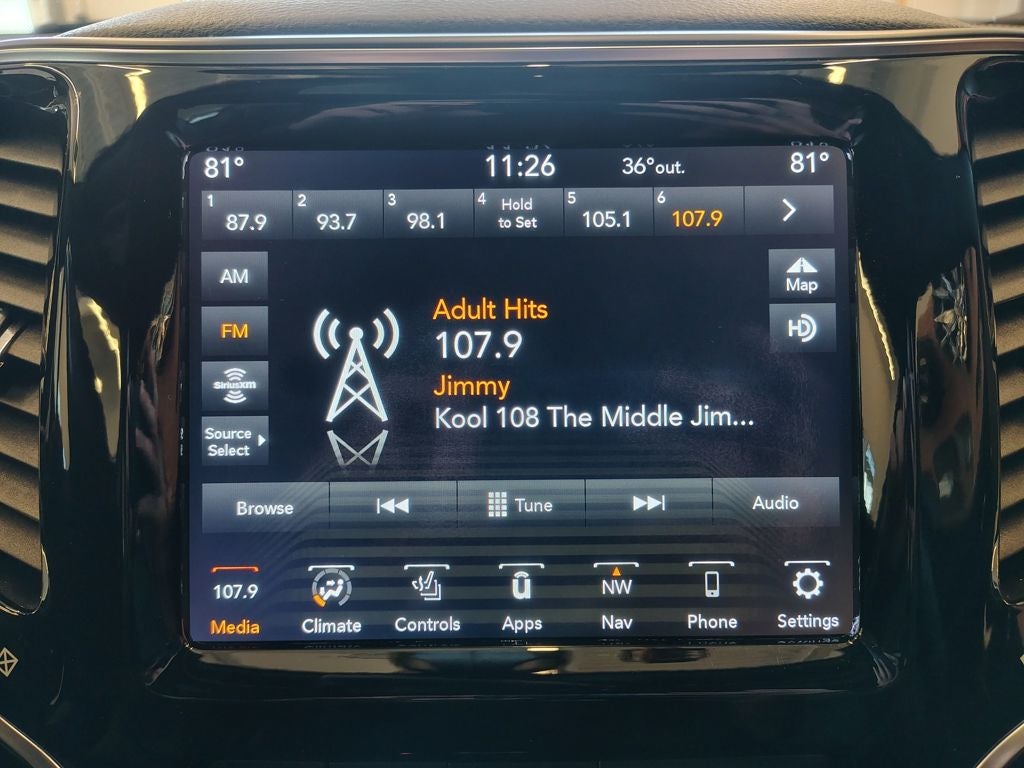 81° 11:26 36°out. 81°
1 87.9
2 93.7
3 98.1
4 Hold
to Set
5 105.1
6 107.9
AM
FM
SiriusXM
Source
Select
Adult Hits
107.9
Jimmy
Kool 108 The Middle Jim...
Map
HD
Browse Tune Audio
107.9
Media
Climate
Controls
u
Apps
NW
Nav
Phone
Settings